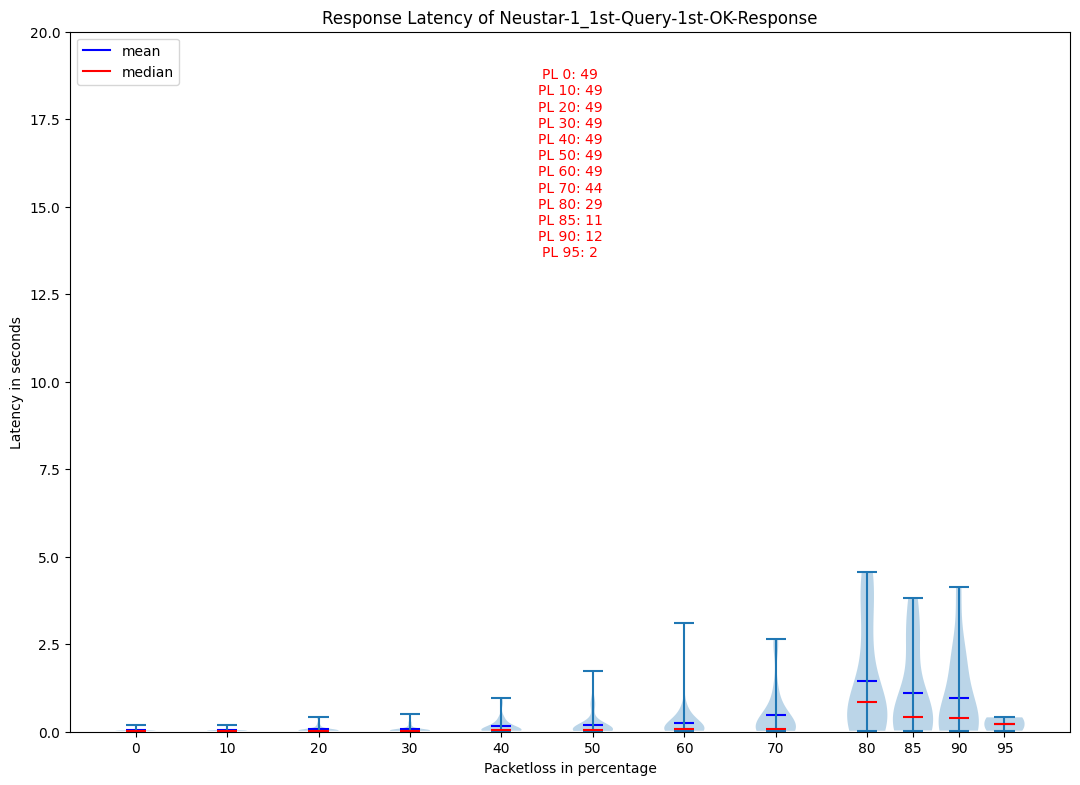 Response Latency of Neustar-1_1st-Query-1st-OK-Response
mean
median
PL 0: 49
PL 10: 49
PL 20: 49
PL 30: 49
PL 40: 49
PL 50: 49
PL 60: 49
PL 70: 44
PL 80: 29
PL 85: 11
PL 90: 12
PL 95: 2
Latency in seconds
20.0
17.5
15.0
12.5
10.0
7.5
5.0
2.5
0.0
0 10 20 30 40 50 60 70 80 85 90 95
Packetloss in percentage